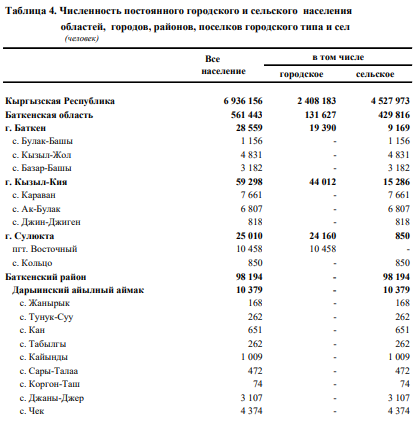 Таблица 4. Численность постоянного городского и сельского населения
областей, городов, районов, поселков городского типа и сел
(человек)
Все население в том числе
городское сельское
Кыргызская Республика 6 936 156 2 408 183 4 527 973
Баткенская область 561 443 131 627 429 816
г. Баткен 28 559 19 390 9 169
с. Булак-Башы 1 156 - 1 156
с. Кызыл-Жол 4 831 - 4 831
с. Базар-Башы 3 182 - 3 182
г. Кызыл-Кия 59 298 44 012 15 286
с. Караван 7 661 - 7 661
с. Ак-Булак 6 807 - 6 807
с. Джин-Джиген 818 - 818
г. Сулюкта 25 010 24 160 850
пгт. Восточный 10 458 10 458 -
с. Кольцо 850 - 850
Баткенский район 98 194 - 98 194
Дарыинский айылный аймак 10 379 - 10 379
с. Жанырык 168 - 168
с. Тунук-Суу 262 - 262
с. Кан 651 - 651
с. Табылгы 262 - 262
с. Кайынды 1 009 - 1 009
с. Сары-Талаа 472 - 472
с. Коргон-Таш 74 - 74
с. Джаны-Джер 3 107 - 3 107
с. Чек 4 374 - 4 374